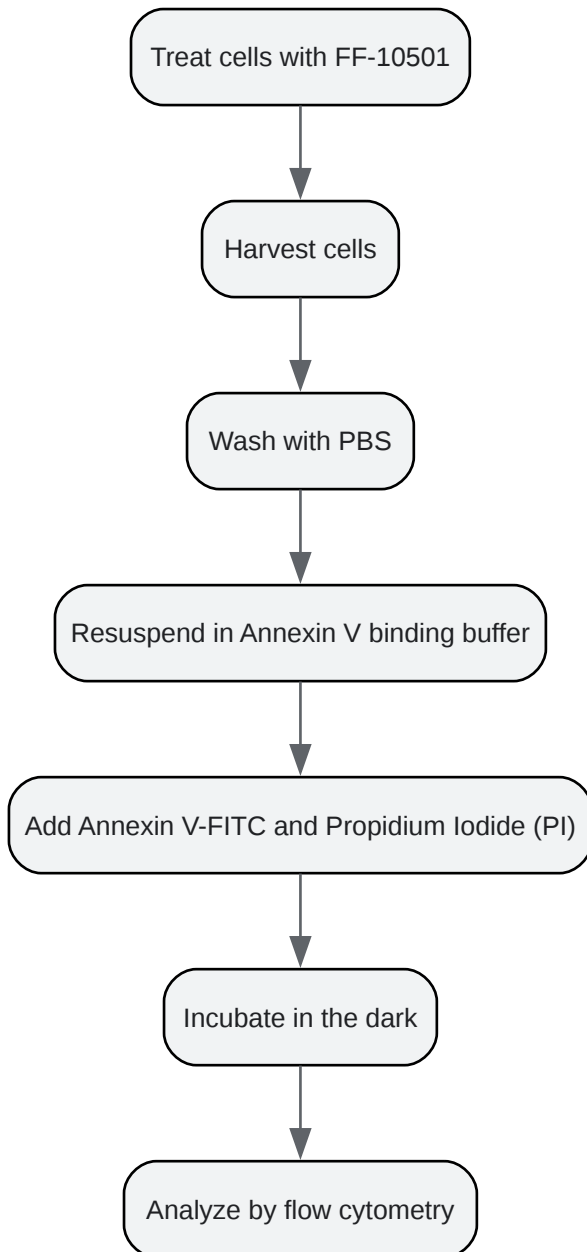 Treat cells with FF-10501
Harvest cells
Wash with PBS
Resuspend in Annexin V binding buffer
Add Annexin V-FITC and Propidium Iodide (PI)
Incubate in the dark
Analyze by flow cytometry